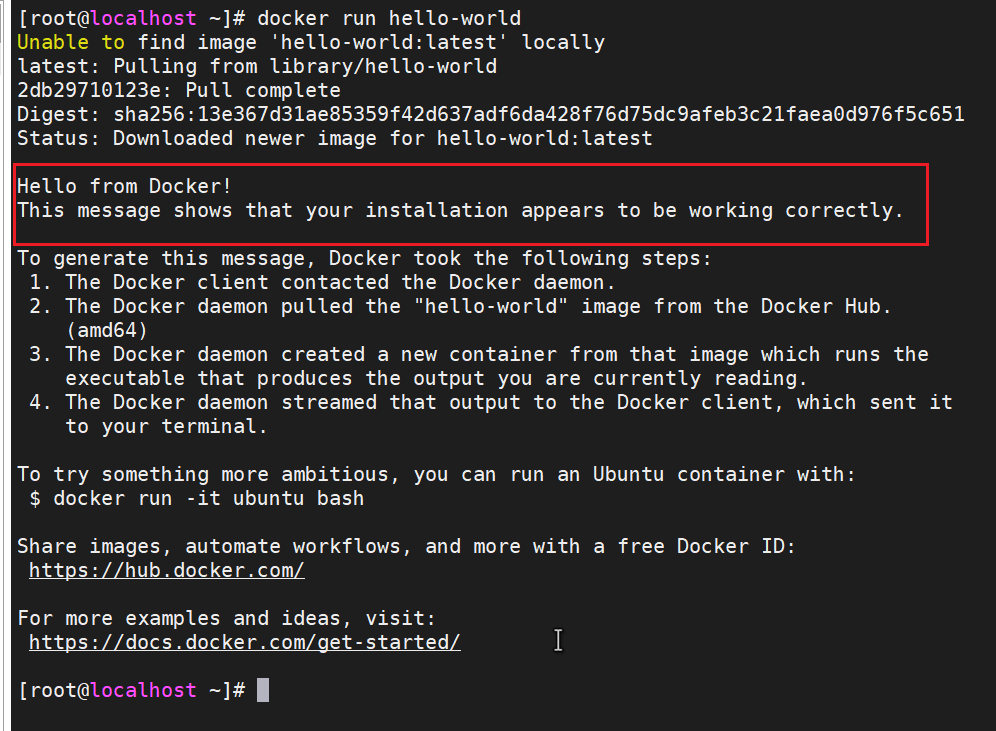 [root@localhost ~]# docker run hello-world
Unable to find image 'hello-world:latest' locally
latest: Pulling from library/hello-world
2db29710123e: Pull complete
Digest: sha256:13e367d31ae85359f42d637adf6da428f76d75dc9afeb3c21faea0d976f5c651
Status: Downloaded newer image for hello-world:latest
Hello from Docker!
This message shows that your installation appears to be working correctly.
To generate this message, Docker took the following steps:
1. The Docker client contacted the Docker daemon.
2. The Docker daemon pulled the "hello-world" image from the Docker Hub.
(amd64)
3. The Docker daemon created a new container from that image which runs the
executable that produces the output you are currently reading.
4. The Docker daemon streamed that output to the Docker client, which sent it
to your terminal.
To try something more ambitious, you can run an Ubuntu container with:
$ docker run -it ubuntu bash
Share images, automate workflows, and more with a free Docker ID:
https://hub.docker.com/
For more examples and ideas, visit:
https://docs.docker.com/get-started/
[root@localhost ~]#